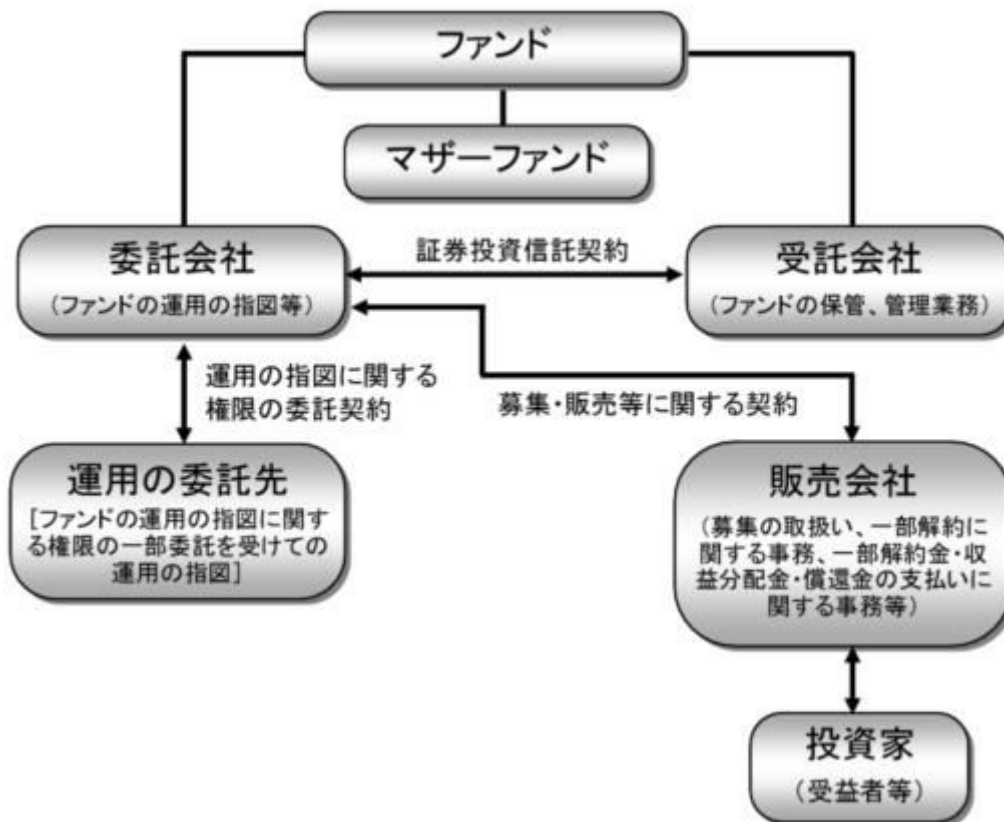 ファンド
マザーファンド
委託会社
（ファンドの運用の指図等）
証券投資信託契約
受託会社
（ファンドの保管、管理業務）
運用の指図に関する
権限の委託契約
募集・販売等に関する契約
運用の委託先
[ファンドの運用の指図に関す
る権限の一部委託を受けての
運用の指図]
販売会社
（募集の取扱い、一部解約に
関する事務、一部解約金・収
益分配金・償還金の支払いに
関する事務等）
投資家
（受益者等）